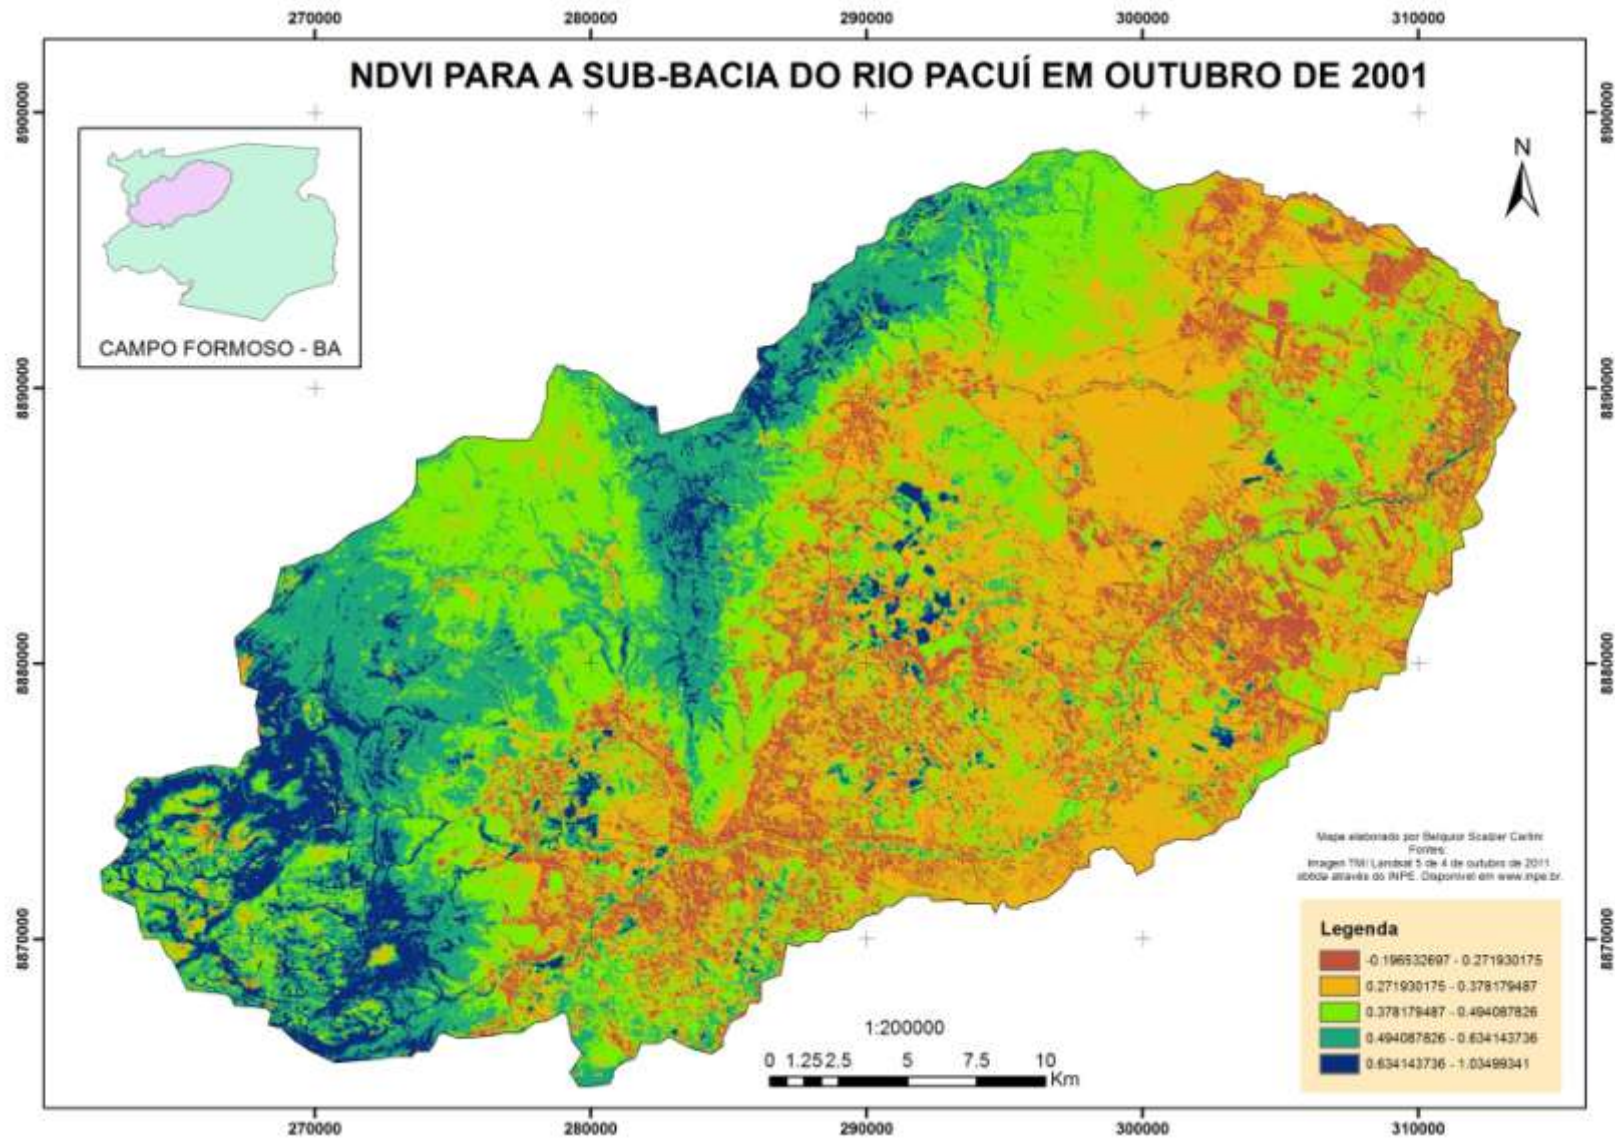 270000 280000 290000 300000 310000
NDVI PARA A SUB-BACIA DO RIO PACUÍ EM OUTUBRO DE 2001
8900000 8900000
N
CAMPO FORMOSO - BA
8890000 8890000
8880000 8880000
Mapa elaborado por Belquior Scalzer Carlini
Fontes:
Imagen TM/ Landsat 5 de 4 de outubro de 2011
obtida através do INPE. Disponível em www.inpe.br.
8870000 8870000
Legenda
-0.196532697 - 0.271930175
0.271930175 - 0.378179487
0.378179487 - 0.494087826
0.494087826 - 0.634143736
0.634143736 - 1.03499341
1:200000
0 1.25 2.5 5 7.5 10
Km
270000 280000 290000 300000 310000